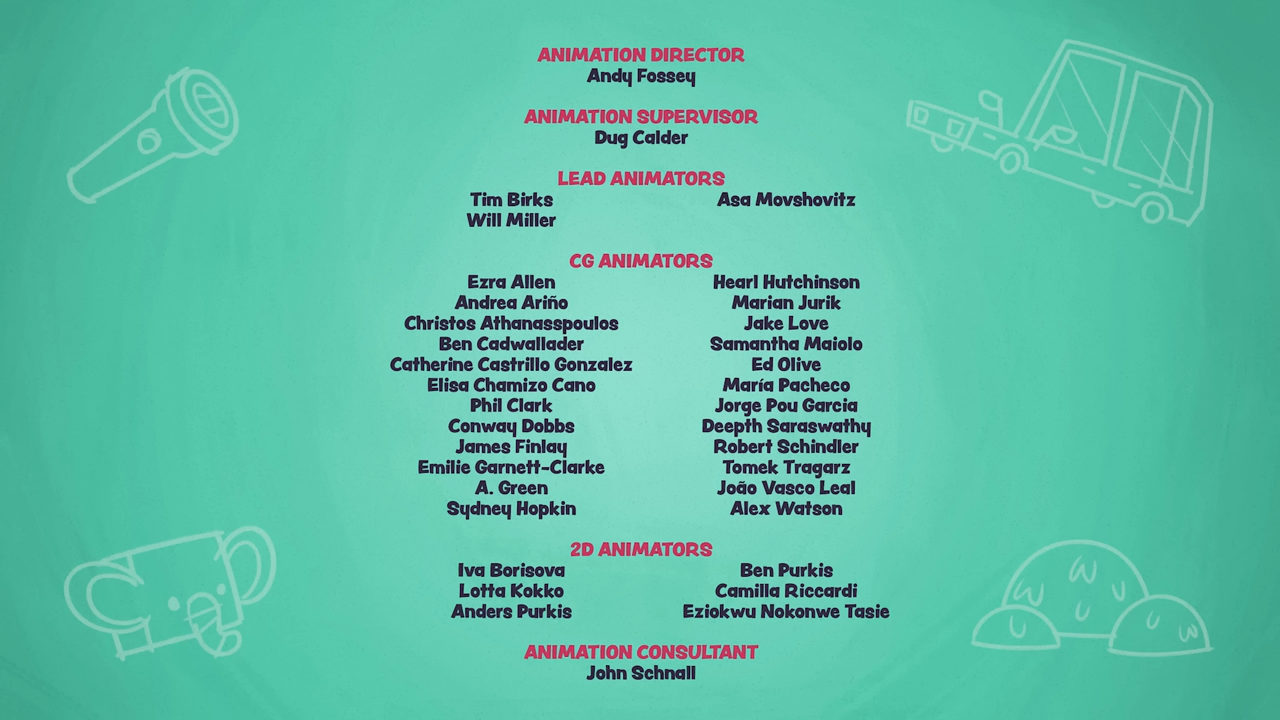 ANIMATION DIRECTOR
Andy Fossey
ANIMATION SUPERVISOR
Dug Calder
LEAD ANIMATORS
Tim Birks Asa Movshovitz
Will Miller
CG ANIMATORS
Ezra Allen Hearl Hutchinson
Andrea Ariño Marian Jurik
Christos Athanasspoulos Jake Love
Ben Cadwallader Samantha Maiolo
Catherine Castrillo Gonzalez Ed Olive
Elisa Chamizo Cano María Pacheco
Phil Clark Jorge Pou Garcia
Conway Dobbs Deepth Saraswathy
James Finlay Robert Schindler
Emilie Garnett-Clarke Tomek Tragarz
A. Green João Vasco Leal
Sydney Hopkin Alex Watson
2D ANIMATORS
Iva Borisova Ben Purkis
Lotta Kokko Camilla Riccardi
Anders Purkis Eziokwu Nokonwe Tasie
ANIMATION CONSULTANT
John Schnall